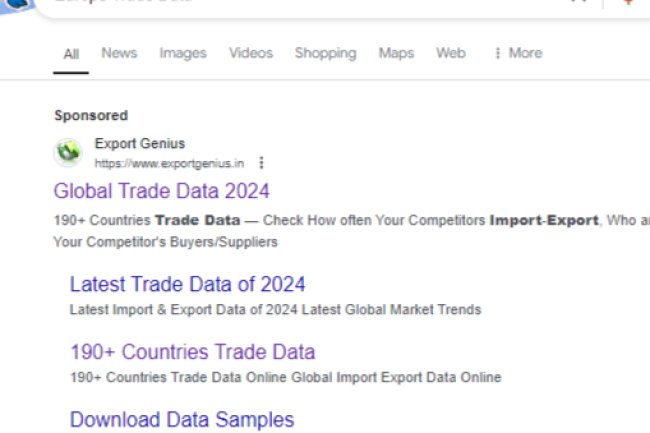 Europe Trade Data
All News Images Videos Shopping Maps Web More
Sponsored
Export Genius
https://www.exportgenius.in
Global Trade Data 2024
190+ Countries Trade Data — Check How often Your Competitors Import-Export, Who
Your Competitor's Buyers/Suppliers
Latest Trade Data of 2024
Latest Import & Export Data of 2024 Latest Global Market Trends
190+ Countries Trade Data
190+ Countries Trade Data Online Global Import Export Data Online
Download Data Samples